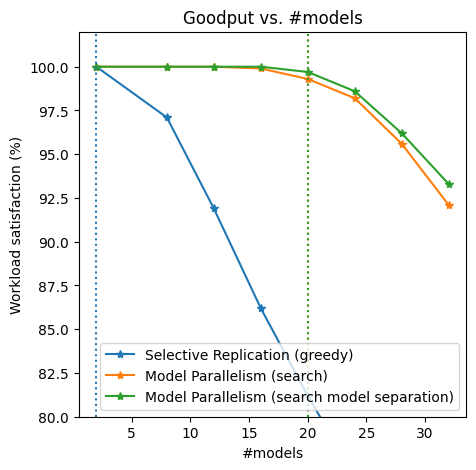 Goodput vs. #models
Workload satisfaction (%)
100.0
97.5
95.0
92.5
90.0
87.5
85.0
82.5
80.0
Selective Replication (greedy)
Model Parallelism (search)
Model Parallelism (search model separation)
5 10 15 20 25 30
#models